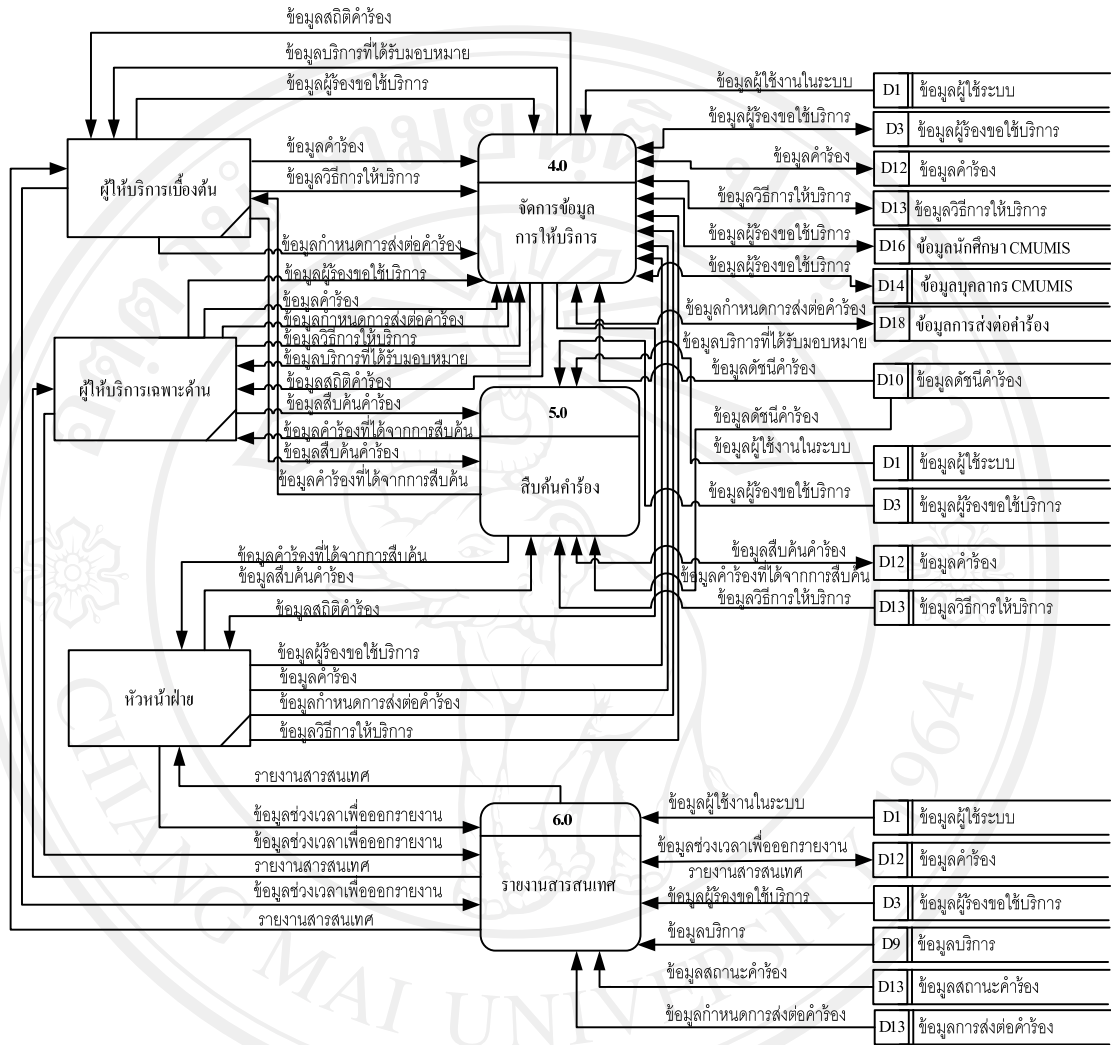 ข้อมูลสถิติคำร้อง
ข้อมูลบริการที่ได้รับมอบหมาย
ข้อมูลผู้ร้องขอใช้บริการ
ผู้ให้บริการเบื้องต้น
ข้อมูลคำร้อง
ข้อมูลวิธีการให้บริการ
ข้อมูลกำหนดการส่งต่อคำร้อง
4.0
จัดการข้อมูล
การให้บริการ
ข้อมูลผู้ใช้งานในระบบ
D1 ข้อมูลผู้ใช้ระบบ
ข้อมูลผู้ร้องขอใช้บริการ
D3 ข้อมูลผู้ร้องขอใช้บริการ
ข้อมูลคำร้อง
D12 ข้อมูลคำร้อง
ข้อมูลวิธีการให้บริการ
D13 ข้อมูลวิธีการให้บริการ
ข้อมูลผู้ร้องขอใช้บริการ
D16 ข้อมูลนักศึกษา CMUMIS
ข้อมูลผู้ร้องขอใช้บริการ
D14 ข้อมูลบุคลากร CMUMIS
ข้อมูลกำหนดการส่งต่อคำร้อง
D18 ข้อมูลการส่งต่อคำร้อง
ข้อมูลบริการที่ได้รับมอบหมาย
ข้อมูลดัชนีคำร้อง
D10 ข้อมูลดัชนีคำร้อง
ข้อมูลผู้ร้องขอใช้บริการ
ข้อมูลคำร้อง
ข้อมูลกำหนดการส่งต่อคำร้อง
ข้อมูลวิธีการให้บริการ
ข้อมูลบริการที่ได้รับมอบหมาย
ข้อมูลสถิติคำร้อง
ผู้ให้บริการเฉพาะด้าน
ข้อมูลสืบค้นคำร้อง
ข้อมูลคำร้องที่ได้จากการสืบค้น
ข้อมูลสืบค้นคำร้อง
ข้อมูลคำร้องที่ได้จากการสืบค้น
5.0
สืบค้นคำร้อง
ข้อมูลดัชนีคำร้อง
ข้อมูลผู้ใช้งานในระบบ
D1 ข้อมูลผู้ใช้ระบบ
ข้อมูลผู้ร้องขอใช้บริการ
D3 ข้อมูลผู้ร้องขอใช้บริการ
ข้อมูลสืบค้นคำร้อง
D12 ข้อมูลคำร้อง
ข้อมูลคำร้องที่ได้จากการสืบค้น
ข้อมูลวิธีการให้บริการ
D13 ข้อมูลวิธีการให้บริการ
ข้อมูลคำร้องที่ได้จากการสืบค้น
ข้อมูลสืบค้นคำร้อง
ข้อมูลสถิติคำร้อง
หัวหน้าฝ่าย
ข้อมูลผู้ร้องขอใช้บริการ
ข้อมูลคำร้อง
ข้อมูลกำหนดการส่งต่อคำร้อง
ข้อมูลวิธีการให้บริการ
รายงานสารสนเทศ
ข้อมูลช่วงเวลาเพื่อออกรายงาน
ข้อมูลช่วงเวลาเพื่อออกรายงาน
รายงานสารสนเทศ
ข้อมูลช่วงเวลาเพื่อออกรายงาน
รายงานสารสนเทศ
6.0
รายงานสารสนเทศ
ข้อมูลผู้ใช้งานในระบบ
D1 ข้อมูลผู้ใช้ระบบ
ข้อมูลช่วงเวลาเพื่อออกรายงาน
D12 ข้อมูลคำร้อง
รายงานสารสนเทศ
ข้อมูลผู้ร้องขอใช้บริการ
D3 ข้อมูลผู้ร้องขอใช้บริการ
ข้อมูลบริการ
D9 ข้อมูลบริการ
ข้อมูลสถานะคำร้อง
D13 ข้อมูลสถานะคำร้อง
ข้อมูลกำหนดการส่งต่อคำร้อง
D13 ข้อมูลการส่งต่อคำร้อง
CHIANG MAI UNIVERSITY 1964